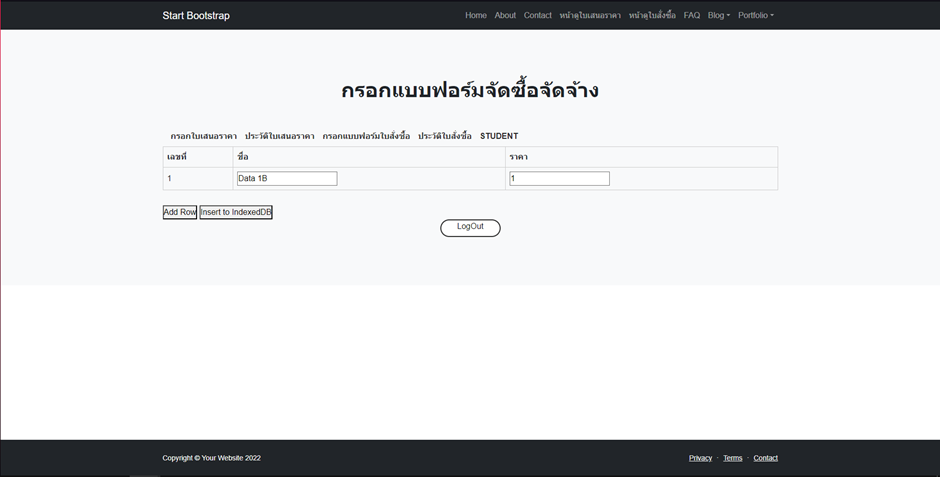 Start Bootstrap Home About Contact หน้าดูใบเสนอราคา หน้าดูใบสั่งซื้อ FAQ Blog Portfolio
กรอกแบบฟอร์มจัดซื้อจัดจ้าง
กรอกใบเสนอราคา ประวัติใบเสนอราคา กรอกแบบฟอร์มใบสั่งซื้อ ประวัติใบสั่งซื้อ STUDENT
เลขที่ ชื่อ ราคา
1 Data 1B 1
Add Row Insert to IndexedDB
LogOut
Copyright © Your Website 2022 Privacy · Terms · Contact